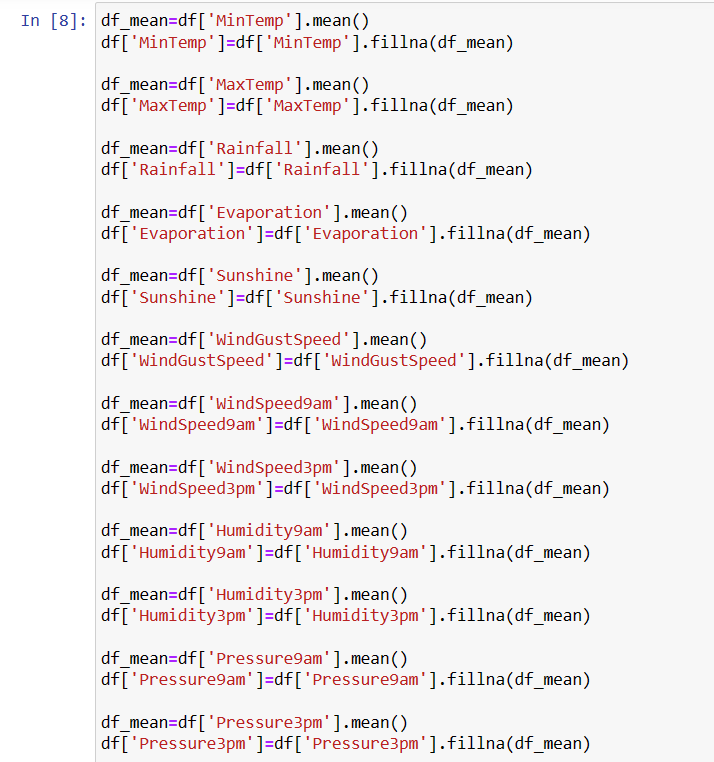 In [8]: df_mean=df['MinTemp'].mean()
df['MinTemp']=df['MinTemp'].fillna(df_mean)
df_mean=df['MaxTemp'].mean()
df['MaxTemp']=df['MaxTemp'].fillna(df_mean)
df_mean=df['Rainfall'].mean()
df['Rainfall']=df['Rainfall'].fillna(df_mean)
df_mean=df['Evaporation'].mean()
df['Evaporation']=df['Evaporation'].fillna(df_mean)
df_mean=df['Sunshine'].mean()
df['Sunshine']=df['Sunshine'].fillna(df_mean)
df_mean=df['WindGustSpeed'].mean()
df['WindGustSpeed']=df['WindGustSpeed'].fillna(df_mean)
df_mean=df['WindSpeed9am'].mean()
df['WindSpeed9am']=df['WindSpeed9am'].fillna(df_mean)
df_mean=df['WindSpeed3pm'].mean()
df['WindSpeed3pm']=df['WindSpeed3pm'].fillna(df_mean)
df_mean=df['Humidity9am'].mean()
df['Humidity9am']=df['Humidity9am'].fillna(df_mean)
df_mean=df['Humidity3pm'].mean()
df['Humidity3pm']=df['Humidity3pm'].fillna(df_mean)
df_mean=df['Pressure9am'].mean()
df['Pressure9am']=df['Pressure9am'].fillna(df_mean)
df_mean=df['Pressure3pm'].mean()
df['Pressure3pm']=df['Pressure3pm'].fillna(df_mean)